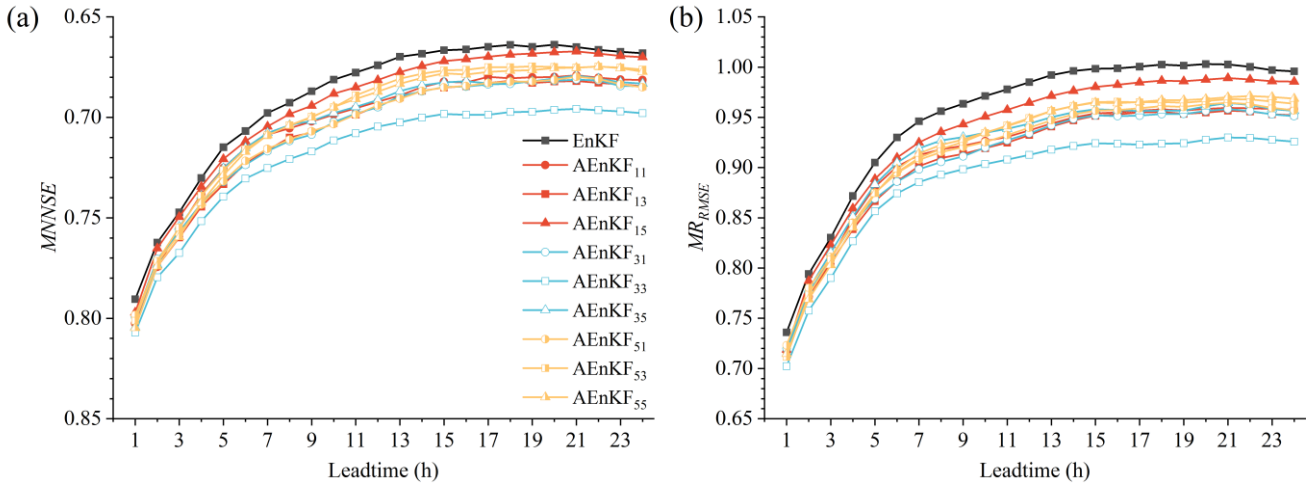 (a)
MNNSE
0.65
0.70
0.75
0.80
0.85
EnKF
AEnKF11
AEnKF13
AEnKF15
AEnKF31
AEnKF33
AEnKF35
AEnKF51
AEnKF53
AEnKF55
1 3 5 7 9 11 13 15 17 19 21 23
Leadtime (h)
(b)
MR_RMSE
1.05
1.00
0.95
0.90
0.85
0.80
0.75
0.70
0.65
1 3 5 7 9 11 13 15 17 19 21 23
Leadtime (h)